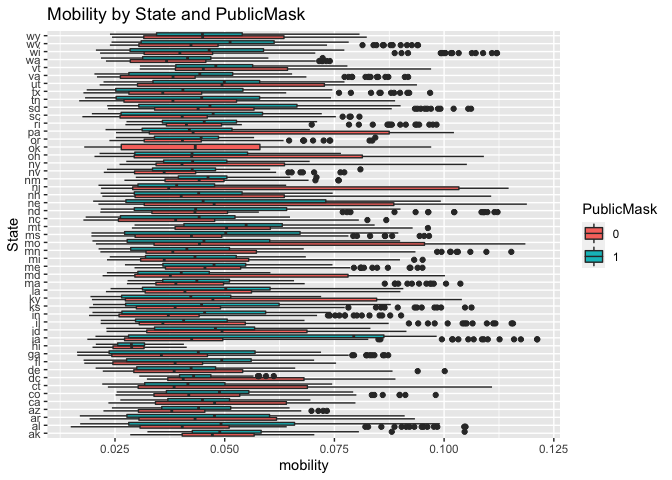 Mobility by State and PublicMask
wy
wv
wi
wa
vt
va
ut
tx
tn
sd
sc
ri
pa
or
ok
oh
ny
nv
nm
nj
nh
ne
nd
nc
mt
ms
mo
mn
mi
me
md
ma
la
ky
ks
in
il
id
ia
hi
ga
fl
de
dc
ct
co
ca
az
ar
al
ak
State
0.025
0.050
0.075
0.100
0.125
mobility
PublicMask
0
1